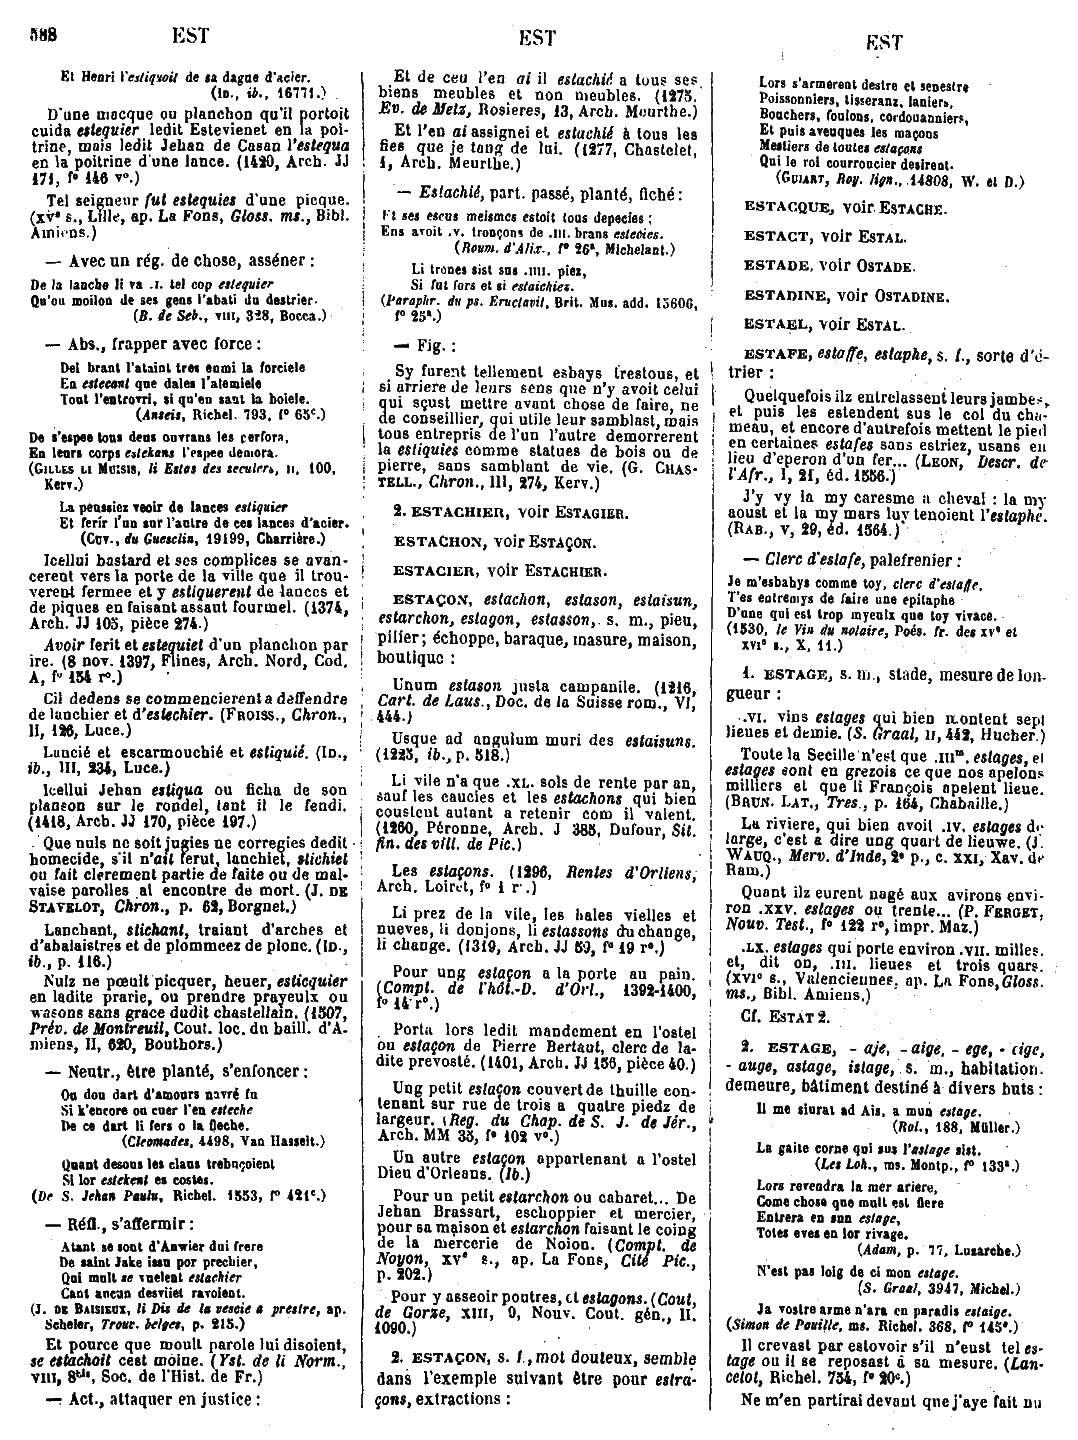 588 EST EST EST
Et Henri l'estiquoit de sa dague d'acier.
(ID., ib., 16771.)
D'une macque ou planchon qu'il portoit
cuida estequier ledit Estevienet en la poi-
trine, mais ledit Jehan de Casan l'estequa
en la poitrine d'une lance. (1420, Arch. JJ
171, f° 146 v°.)
Tel seigneur fut estequies d'une picque.
(xv° s., Lille, ap. La Fons, Gloss. ms., Bibl.
Amiens.)
— Avec un rég. de chose, asséner :
De la lanche li va .I. tel cop estequier
Qu'ou moilon de ses gens l'abati du destrier.
(B. de Seb., VIII, 328, Bocca.)
— Abs., frapper avec force :
Del brant l'ataint tres enmi la forciele
En estecant que dales l'atemiele
Tout l'entrovri, si qu'en saut la boiele.
(Anseis, Richel. 793, f° 65ᶜ.)
De s'espee tous deus ouvrans les cerfora,
En leurs corps estekans l'espee demora.
(GILLES LI MUISIS, li Estas des seculers, II, 100,
Kerv.)
La peussiez veoir de lances estiquier
Et ferir l'un sur l'autre de ces lances d'acier.
(CUV., du Guesclin, 19199, Charrière.)
Icellui bastard et ses complices se avan-
cerent vers la porte de la ville que il trou-
verent fermee et y estiquerent de lances et
de piques en faisant assaut fourmel. (1374,
Arch. JJ 105, pièce 274.)
Avoir ferit et estequiet d'un planchon par
ire. (8 nov. 1397, Flines, Arch. Nord, Cod.
A, f° 154 r°.)
Cil dedens se commencierent a deffendre
de lanchier et d'estechier. (FROISS., Chron.,
II, 126, Luce.)
Lancié et escarmouchié et estiquié. (ID.,
ib., III, 234, Luce.)
Icellui Jehan estiqua ou ficha de son
planson sur le rondel, tant il le fendi.
(1418, Arch. JJ 170, pièce 197.)
Que nuls ne soit jugies ne corregies dedit
homecide, s'il n'ait ferut, lanchiet, stichiet
ou fait clerement partie de faite ou de mal-
vaise parolles al encontre de mort. (J. DE
STAVELOT, Chron., p. 62, Borgnet.)
Lanchant, stichant, traiant d'arches et
d'abalaistres et de plommeez de plonc. (ID.,
ib., p. 116.)
Nulz ne pœult picquer, heuer, esticquier
en ladite prarie, ou prendre prayeulx ou
wasons sans grace dudit chastellain. (1507,
Prév. de Montreuil, Cout. loc. du baill. d'A-
miens, II, 620, Bouthors.)
— Neutr., être planté, s'enfoncer :
Ou dou dart d'amours navré fu
Si k'encore ou cuer l'en esteche
De ce dart li fers o la fleche.
(Cleomades, 4498, Van Hasselt.)
Quant desous les claus trebuçoient
Si lor estekent es costes.
(De S. Jehan Paulu, Richel. 1553, f° 421ᶜ.)
— Réfl., s'affermir :
Atant se sont d'Anwier dui frere
De saint Jake issu por prechier,
Qui mult se vuelent estachier
C'ant ancun desviiet ravoient.
(J. DE BAISIEUX, li Dis de la vescie a prestre, ap.
Scheler, Trouv. belges, p. 215.)
Et pource que moult parole lui disoient,
se estachoit cest moine. (Yst. de li Norm.,
VIII, 8ᵗⁱˢ, Soc. de l'Hist. de Fr.)
— Act., attaquer en justice :
Et de ceu l'en ai il estachié a tous ses
biens meubles et non meubles. (1275,
Ev. de Metz, Rosieres, 13, Arch. Meurthe.)
Et l'en ai assignei et estachié à tous les
fies que je tang de lui. (1277, Chastelet,
1, Arch. Meurthe.)
— Estachié, part. passé, planté, fiché :
Et ses escus meismes estoit tous depecies ;
Ens avoit .V. tronçons de .III. brans estecies.
(Roum. d'Alix., f° 26ᵃ, Michelant.)
Li trones sist sus .IIII. piez,
Si fut fors et si estaichiez.
(Paraphr. du ps. Eructavit, Brit. Mus. add. 15606,
f° 25ᵃ.)
— Fig. :
Sy furent tellement esbays trestous, et
si arriere de leurs sens que n'y avoit celui
qui sçust mettre avant chose de faire, ne
de conseillier, qui utile leur samblast, mais
tous entrepris de l'un l'autre demorrerent
la estiquies comme statues de bois ou de
pierre, sans samblant de vie. (G. CHAS-
TELL., Chron., III, 274, Kerv.)
2. ESTACHIER, voir ESTAGIER.
ESTACHON, voir ESTAÇON.
ESTACIER, voir ESTACHIER.
ESTAÇON, estachon, estason, estaisun,
estarchon, estagon, estasson, s. m., pieu,
pilier ; échoppe, baraque, masure, maison,
boutique :
Unum estason justa campanile. (1216,
Cart. de Laus., Doc. de la Suisse rom., VI,
444.)
Usque ad angulum muri des estaisuns.
(1223, ib., p. 518.)
Li vile n'a que .XL. sols de rente par an,
sauf les caucies et les estachons qui bien
coustent autant a retenir com il valent.
(1260, Péronne, Arch. J 385, Dufour, Sit.
fin. des vill. de Pic.)
Les estaçons. (1296, Rentes d'Orliens,
Arch. Loiret, f° 1 r°.)
Li prez de la vile, les hales vielles et
nueves, li donjons, li estassons du change,
li change. (1319, Arch. JJ 59, f° 19 r°.)
Pour ung estaçon a la porte au pain.
(Compt. de l'hôt.-D. d'Orl., 1392-1400,
f° 14 r°.)
Porta lors ledit mandement en l'ostel
ou estaçon de Pierre Bertaut, clerc de la-
dite prevosté. (1401, Arch. JJ 156, pièce 40.)
Ung petit estaçon couvert de thuille con-
tenant sur rue de trois a quatre piedz de
largeur. (Reg. du Chap. de S. J. de Jér.,
Arch. MM 35, f° 102 v°.)
Un autre estaçon appartenant a l'ostel
Dieu d'Orleans. (Ib.)
Pour un petit estarchon ou cabaret... De
Jehan Brassart, eschoppier et mercier,
pour sa maison et estarchon faisant le coing
de la mercerie de Noion. (Compt. de
Noyon, XVᵉ s., ap. La Fons, Cité Pic.,
p. 202.)
Pour y asseoir poutres, et estagons. (Cout,
de Gorze, XIII, 9, Nouv. Cout. gén., II,
1090.)
2. ESTAÇON, s. f., mot douteux, semble
dans l'exemple suivant être pour estra-
çons, extractions :
Lors s'armerent destre et senestre
Poissonniers, tisseranz, laniers,
Bouchers, foulons, cordouanniers,
Et puis avenques les maçons
Mestiers de toutes estaçons
Qui le roi courroucier desirent.
(GUIART, Roy. lign., 14808, W. et D.)
ESTACQUE, voir ESTACHE.
ESTACT, voir ESTAL.
ESTADE, voir OSTADE.
ESTADINE, voir OSTADINE.
ESTAEL, voir ESTAL.
ESTAFE, estaffe, estaphe, s. f., sorte d'é-
trier :
Quelquefois ilz entrelassent leurs jambes,
et puis les estendent sus le col du cha-
meau, et encore d'autrefois mettent le pied
en certaines estafes sans estriez, usans en
lieu d'eperon d'un fer... (LEON, Descr. de
l'Afr., I, 21, éd. 1556.)
J'y vy la my caresme a cheval : la my
aoust et la my mars luy tenoient l'estaphe.
(RAB., V, 29, éd. 1564.)
— Clerc d'estafe, palefrenier :
Je m'esbahys comme toy, clerc d'estaffe,
T'es entremys de faire une epitaphe
D'une qui est trop myeulx que toy vivace.
(1530, le Vin du notaire, Poés. fr. des xvᵉ et
xviᵉ s., X, 11.)
1. ESTAGE, s. m., stade, mesure de lon-
gueur :
.VI. vins estages qui bien montent sept
lieues et demie. (S. Graal, II, 442, Hucher.)
Toute la Secille n'est que .IIIᵐ. estages, et
estages sont en grezois ce que nos apelons
milliers et que li François apelent lieue.
(BRUN. LAT., Tres., p. 164, Chabaille.)
La riviere, qui bien avoit .IV. estages de
large, c'est a dire ung quart de lieuwe. (J.
WAUQ., Merv. d'Inde, 2ᵉ p., c. XXI, Xav. de
Ram.)
Quant ilz eurent nagé aux avirons envi-
ron .XXV. estages ou trente... (P. FERGET,
Nouv. Test., f° 122 r°, impr. Maz.)
.LX. estages qui porte environ .VII. milles.
et, dit on, .III. lieues et trois quars.
(XVIᵉ s., Valenciennes, ap. La Fons, Gloss.
ms., Bibl. Amiens.)
Cf. ESTAT 2.
2. ESTAGE, - aje, - aige, - ege, - eige,
- auge, astage, istage, s. m., habitation,
demeure, bâtiment destiné à divers buts :
Il me siurat ad Ais, a mun estage.
(Rol., 188, Müller.)
La gaite corne qui sus l'astage sist.
(Les Loh., ms. Montp., f° 133ᵃ.)
Lors revendra la mer ariere,
Come chose que mult est fiere
Entrera en son estage,
Totes eves en lor rivage.
(Adam, p. 77, Luzarche.)
N'est pas loig de ci mon estage.
(S. Graal, 3947, Michel.)
Ja vostre arme n'ara en paradis estaige.
(Simon de Pouille, ms. Richel. 368, f° 145ᵃ.)
Il crevast par estovoir s'il n'eust tel es-
tage ou il se reposast a sa mesure. (Lan-
celot, Richel. 754, f° 20ᶜ.)
Ne m'en partirai devant que j'aye fait un